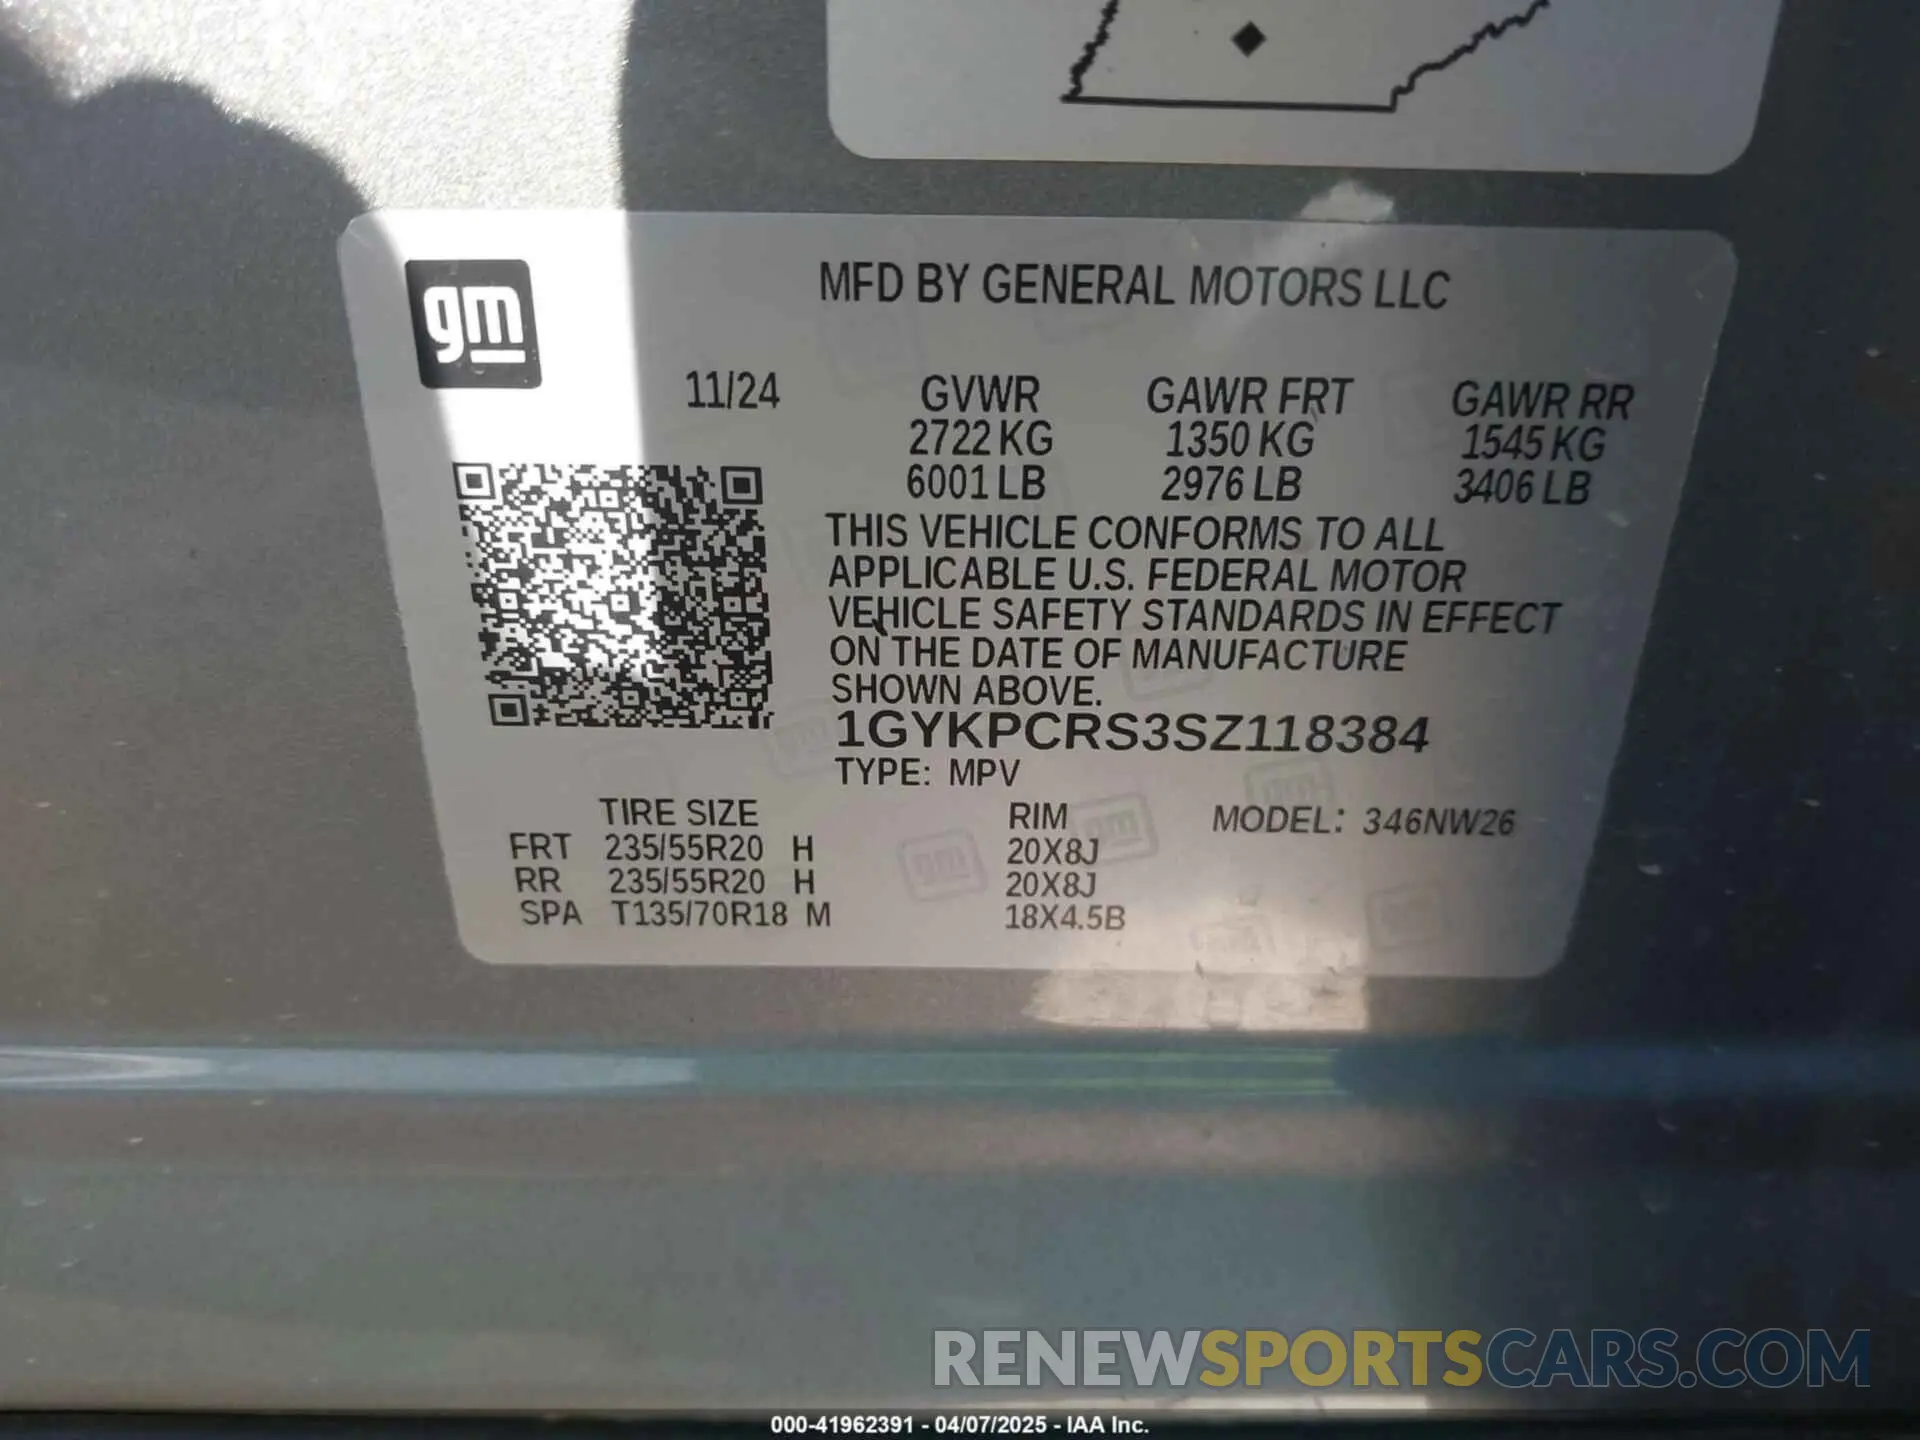 gm
MFD BY GENERAL MOTORS LLC
11/24 GVWR GAWR FRT GAWR RR
2722 KG 1350 KG 1545 KG
6001 LB 2976 LB 3406 LB
THIS VEHICLE CONFORMS TO ALL
APPLICABLE U.S. FEDERAL MOTOR
VEHICLE SAFETY STANDARDS IN EFFECT
ON THE DATE OF MANUFACTURE
SHOWN ABOVE.
1GYKPCRS3SZ118384
TYPE: MPV
TIRE SIZE RIM MODEL: 346NW26
FRT 235/55R20 H 20X8J
RR 235/55R20 H 20X8J
SPA T135/70R18 M 18X4.5B
RENEWSPORTSCARS.COM
000-41962391 - 04/07/2025 - IAA Inc.